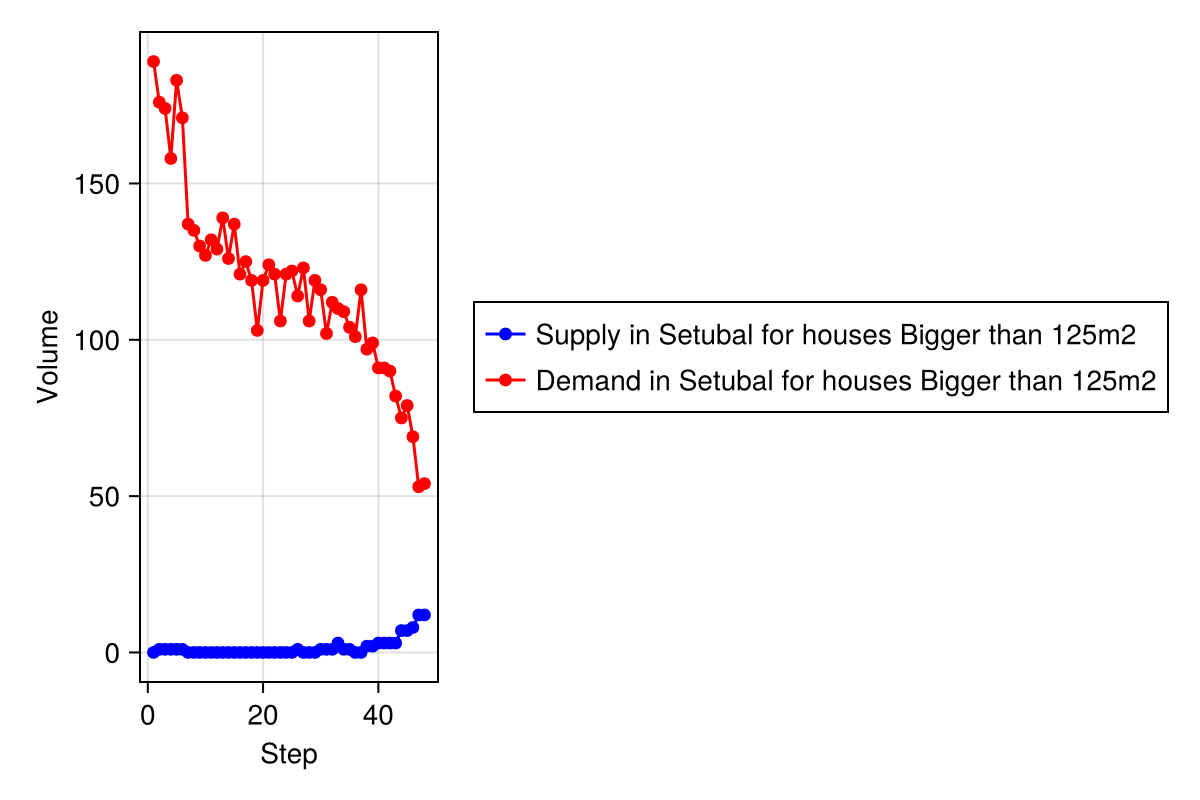 Volume
150
100
50
0
0 20 40
Step
Supply in Setubal for houses Bigger than 125m2
Demand in Setubal for houses Bigger than 125m2